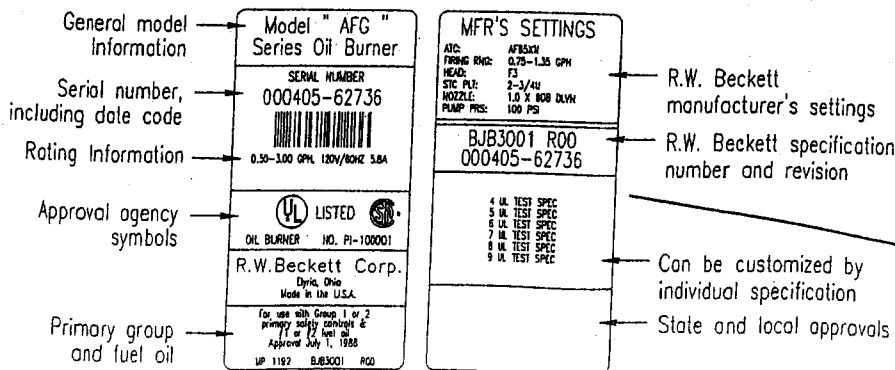 General model
Information
Serial number,
including date code
Rating Information
Approval agency
symbols
Primary group
and fuel oil
Model " AFG "
Series Oil Burner
SERIAL NUMBER
000405-62736
0.50-3.00 GPH, 120V/60HZ 5.8A
UL LISTED SA
OIL BURNER NO. PI-100001
R.W.Beckett Corp.
Elyria, Ohio
Made in the U.S.A.
For use with Group 1 or 2
primary safety controls &
#1 or #2 fuel oil
Approval July 1, 1988
MP 1192 BJB3001 R00
MFR'S SETTINGS
ATC: AFB5XN
FIRING RNG: 0.75-1.35 GPH
HEAD: F3
STC PLT: 2-3/4U
NOZZLE: 1.0 X 80B DLVN
PUMP PRS: 100 PSI
BJB3001 R00
000405-62736
4 UL TEST SPEC
5 UL TEST SPEC
6 UL TEST SPEC
7 UL TEST SPEC
8 UL TEST SPEC
9 UL TEST SPEC
R.W. Beckett
manufacturer's settings
R.W. Beckett specification
number and revision
Can be customized by
individual specification
State and local approvals